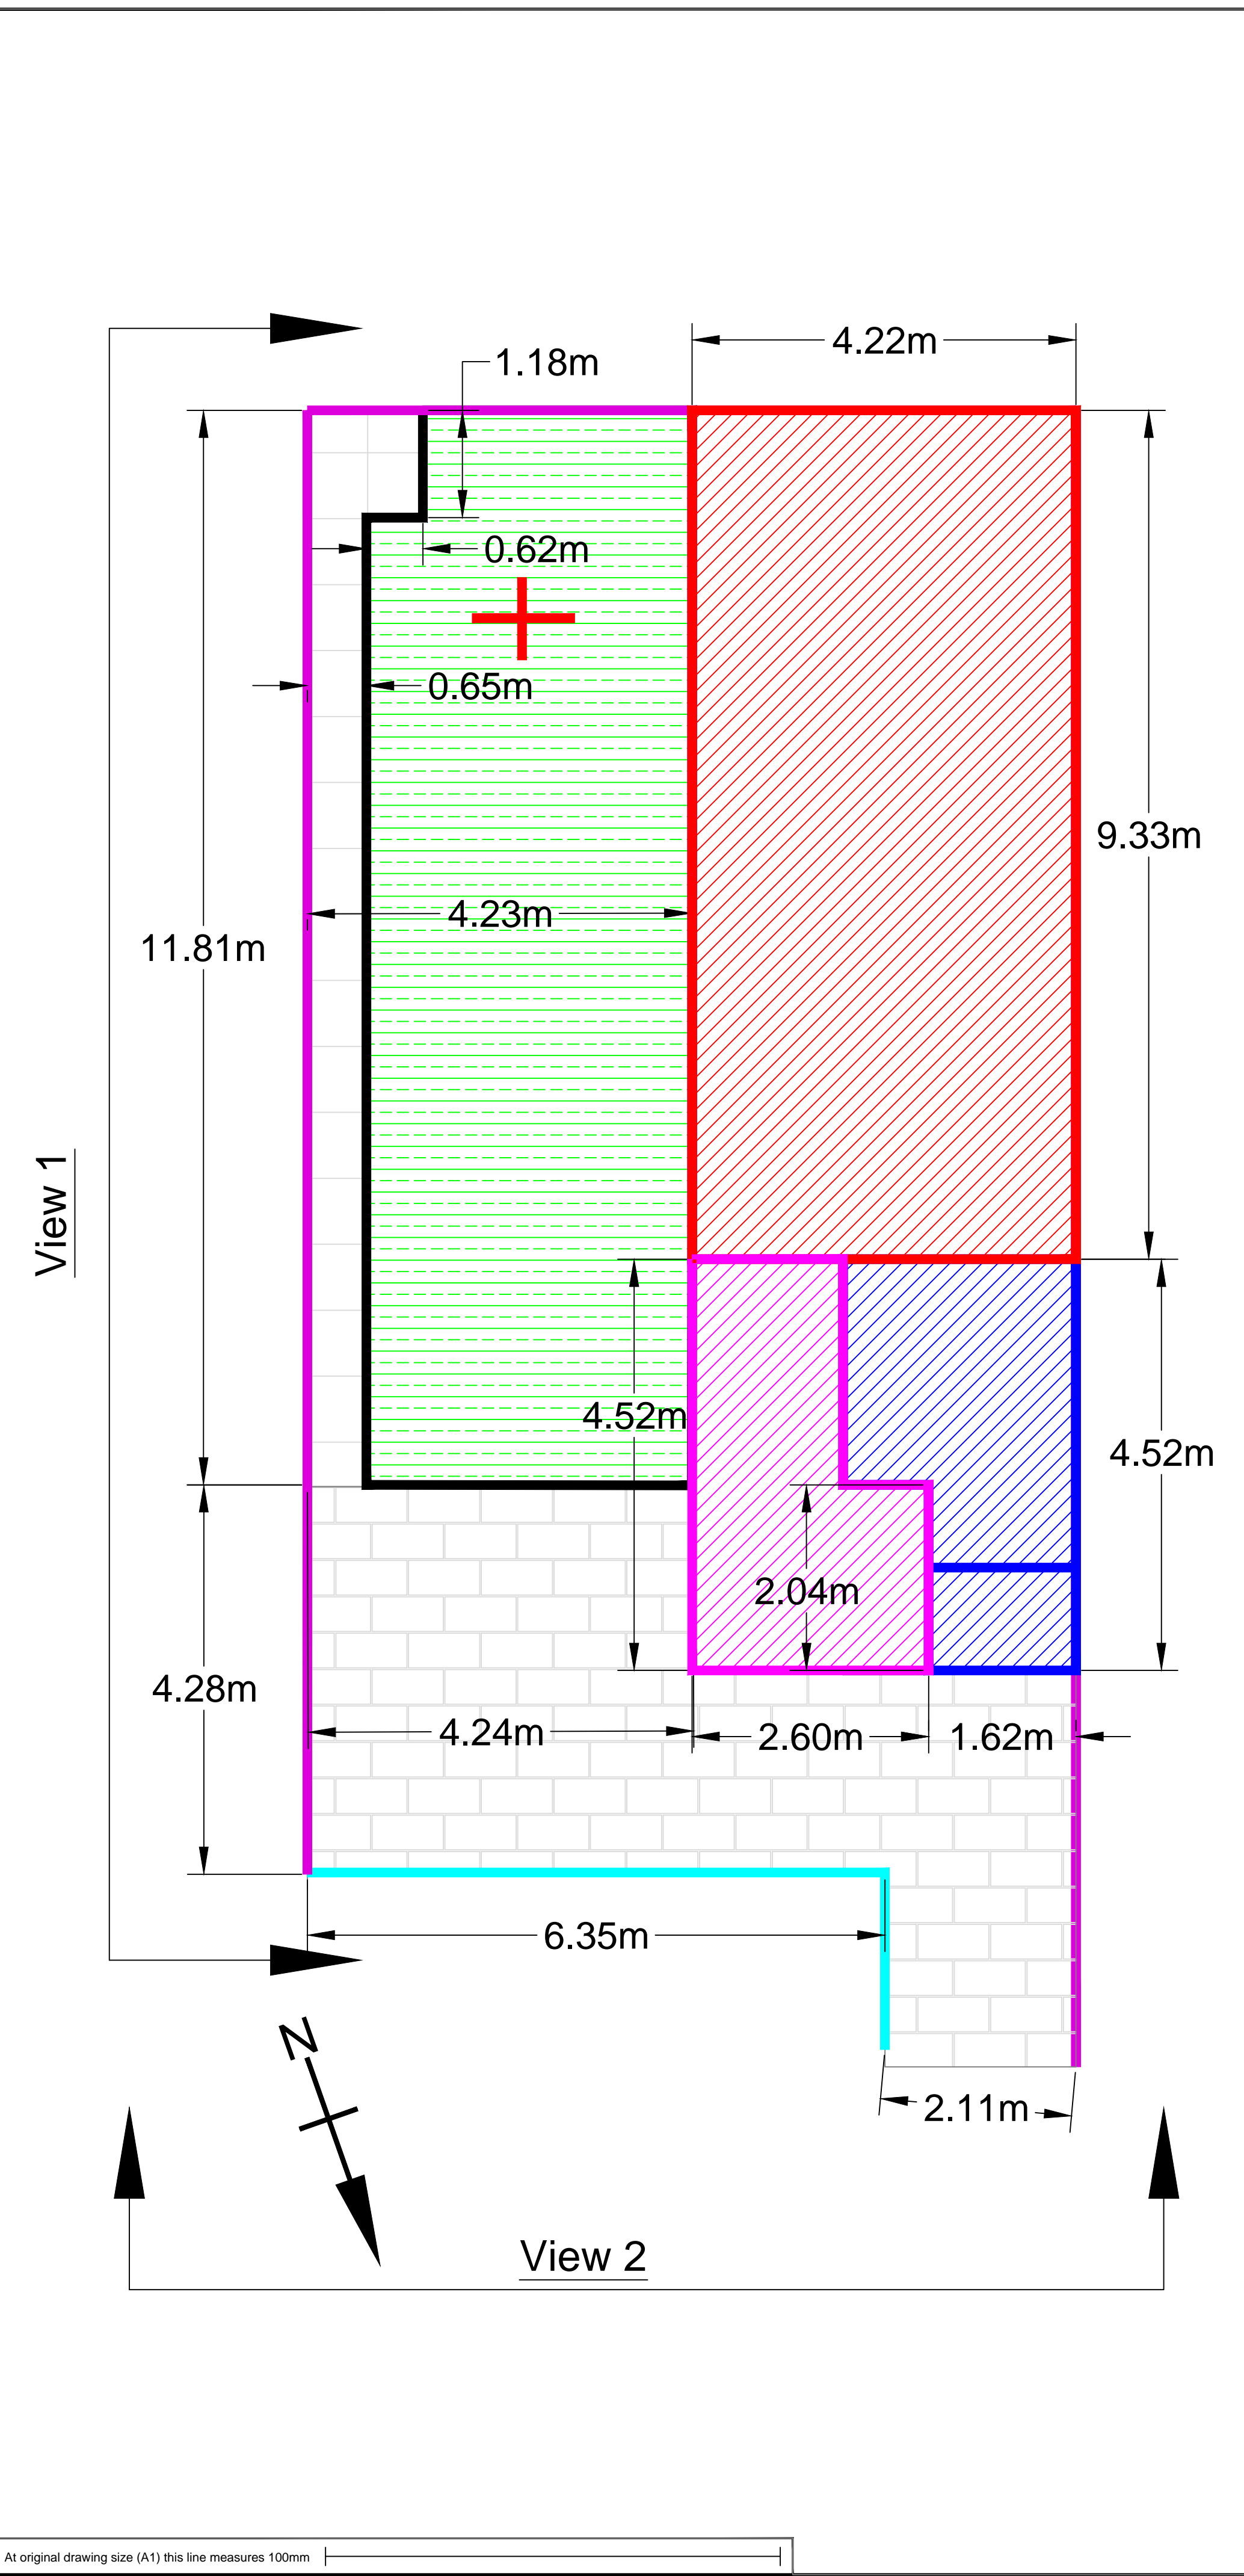 4.22m
1.18m
0.62m
0.65m
9.33m
4.23m
11.81m
View 1
4.52m
4.52m
2.04m
4.28m
4.24m
2.60m
1.62m
6.35m
N
2.11m
View 2
At original drawing size (A1) this line measures 100mm